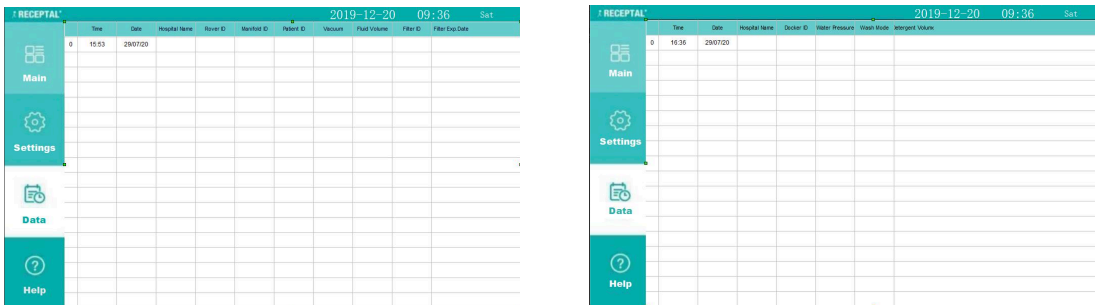 RECEPTAL 2019-12-20 09:36 Sat
Time Date Hospital Name Rover ID Manifold ID Patient ID Vacuum Fluid Volume Filter ID Filter Exp.Date
0 15:53 29/07/20
Main
Settings
Data
Help
RECEPTAL 2019-12-20 09:36 Sat
Time Date Hospital Name Docker ID Water Pressure Wash Mode
0 16:36 29/07/20
Main
Settings
Data
Help